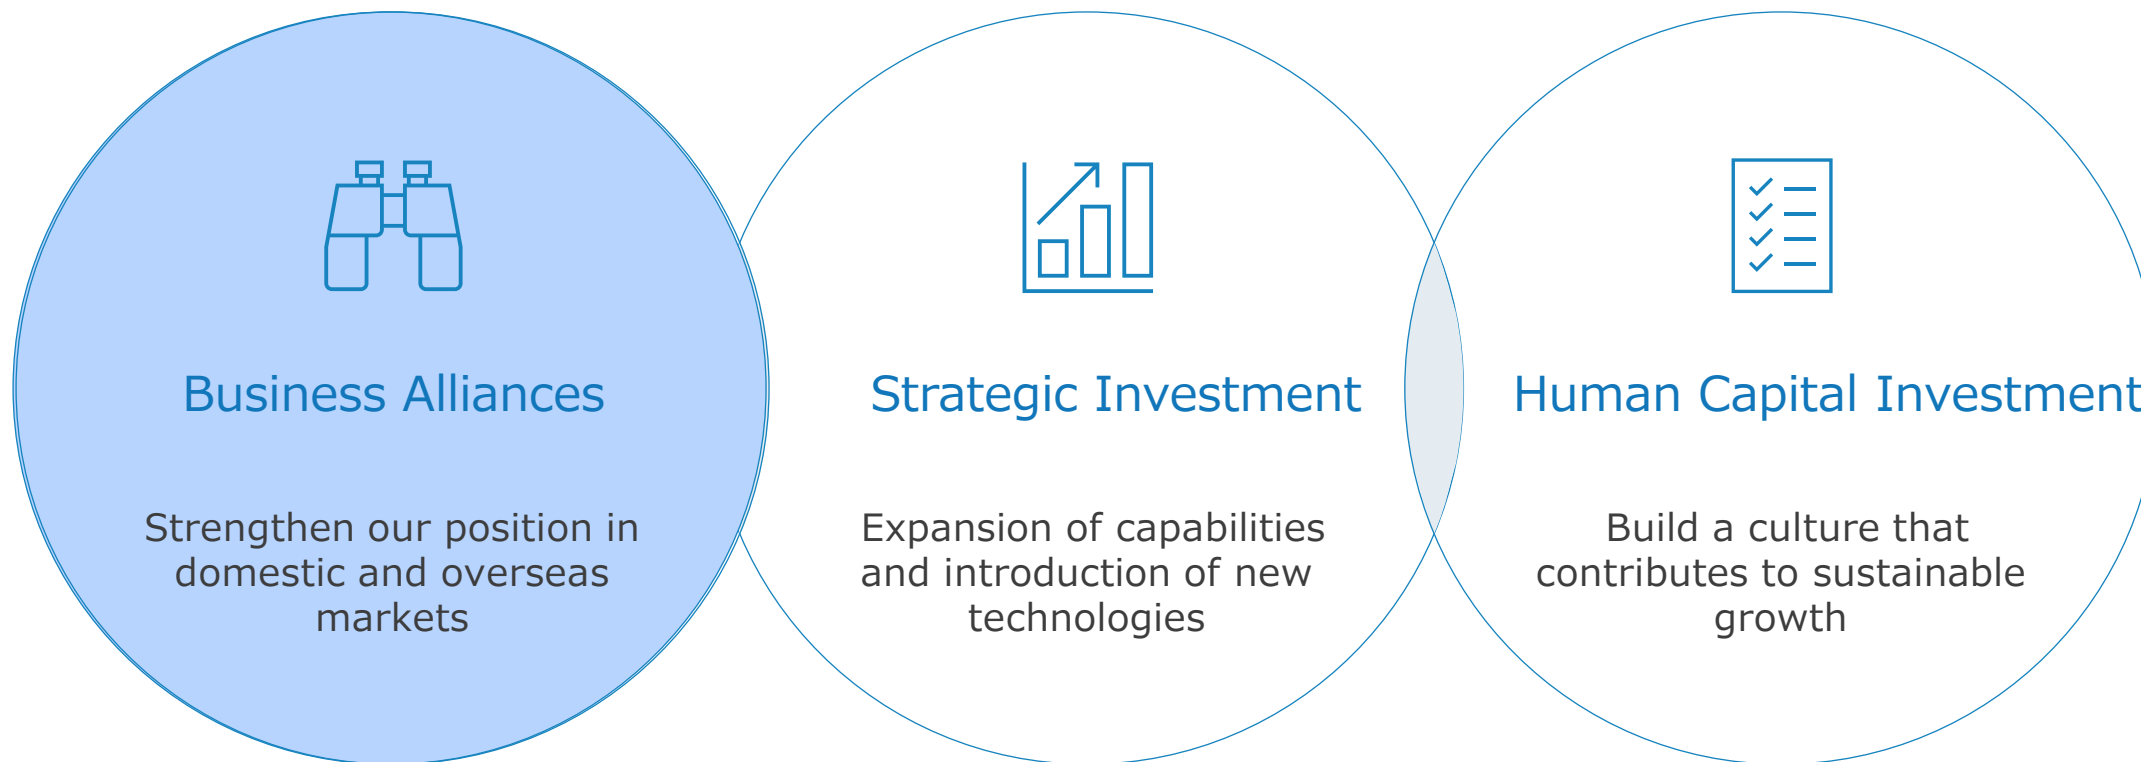 Business Alliances
Strengthen our position in
domestic and overseas
markets
Strategic Investment
Expansion of capabilities
and introduction of new
technologies
Human Capital Investment
Build a culture that
contributes to sustainable
growth